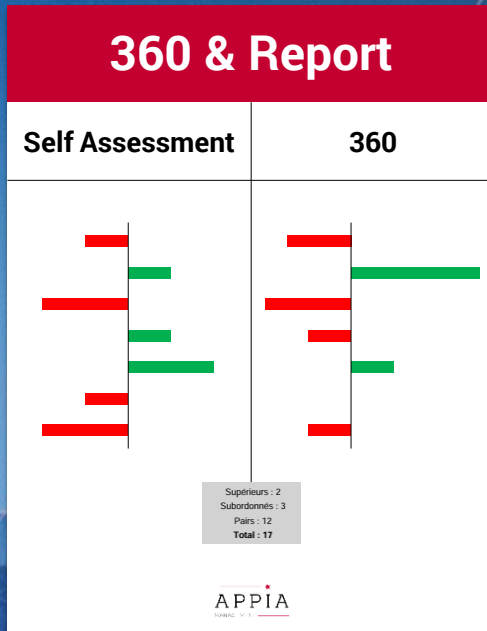 360 & Report
Self Assessment
360
Supérieurs : 2
Subordonnés : 3
Pairs : 12
Total : 17
APPIA